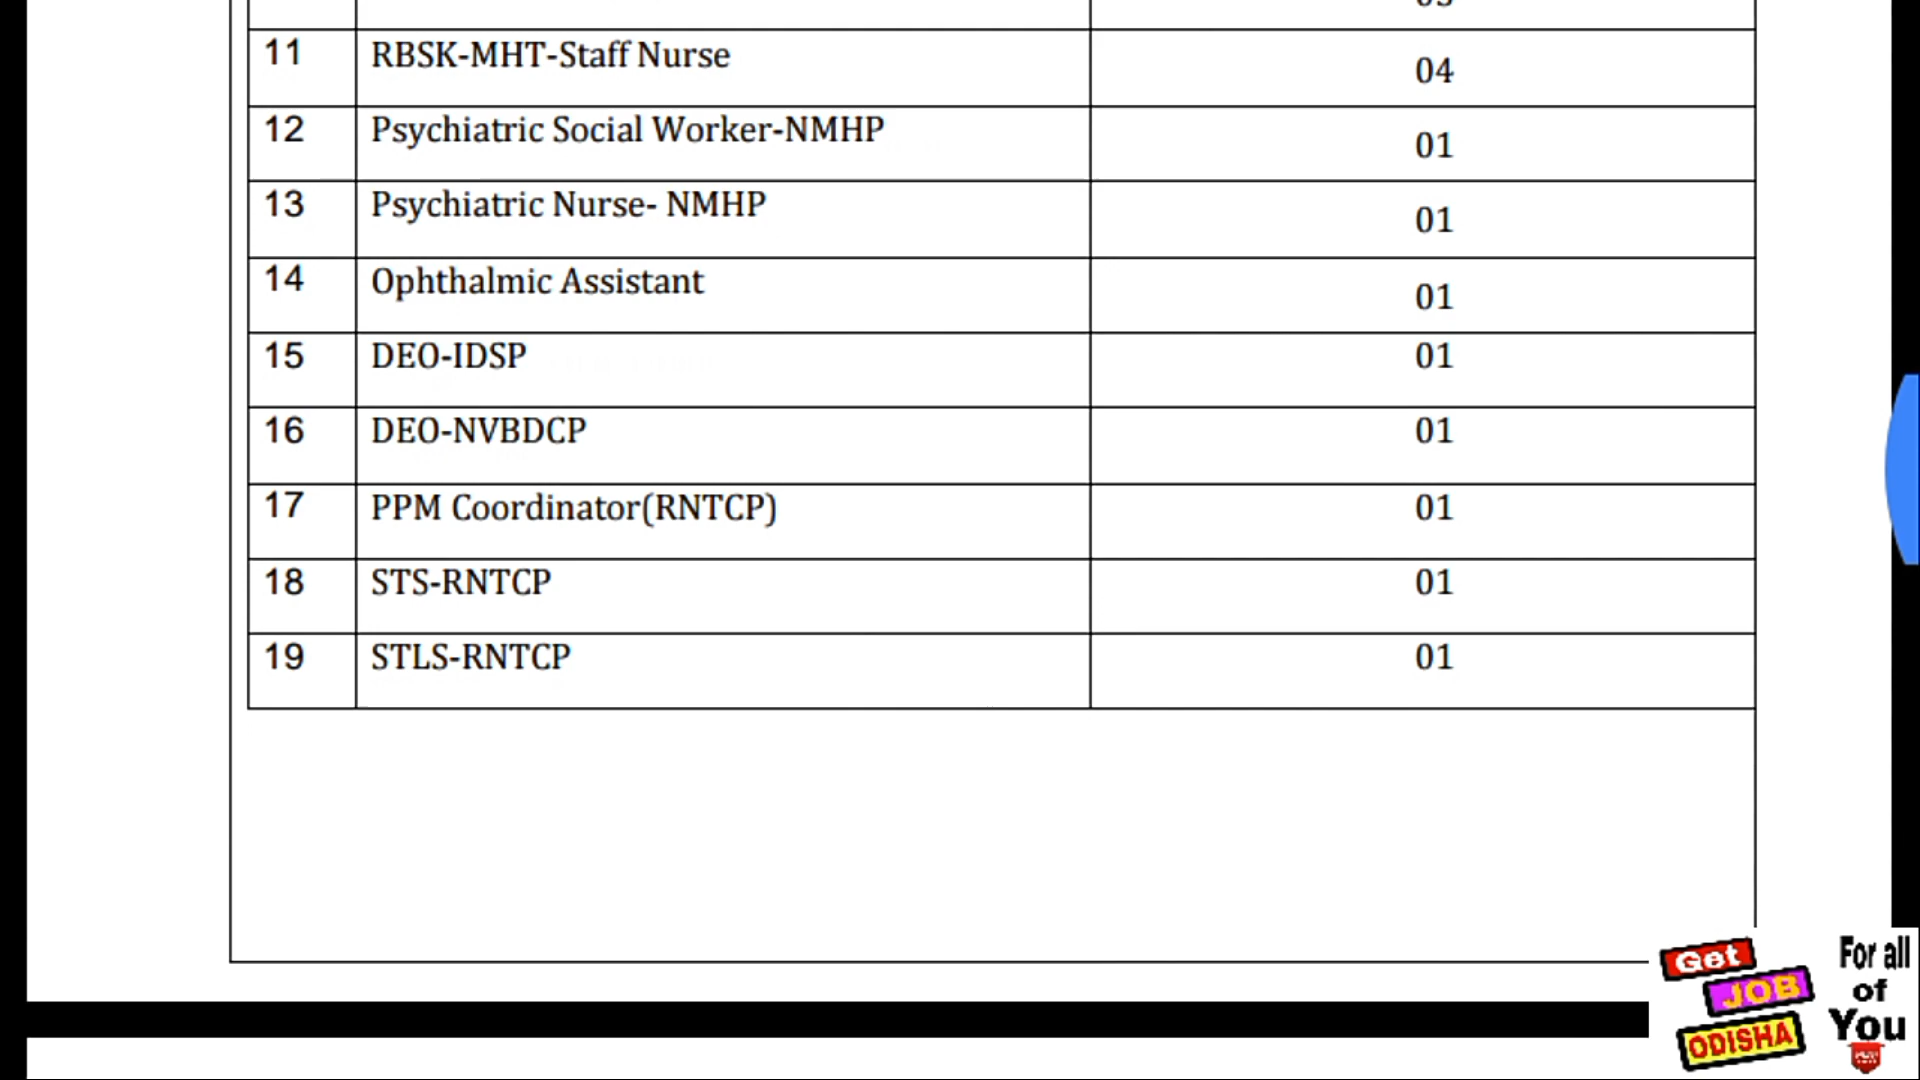 11 RBSK-MHT-Staff Nurse 04
12 Psychiatric Social Worker-NMHP 01
13 Psychiatric Nurse- NMHP 01
14 Ophthalmic Assistant 01
15 DEO-IDSP 01
16 DEO-NVBDCP 01
17 PPM Coordinator(RNTCP) 01
18 STS-RNTCP 01
19 STLS-RNTCP 01
Get
JOB
ODISHA
For all
of
You